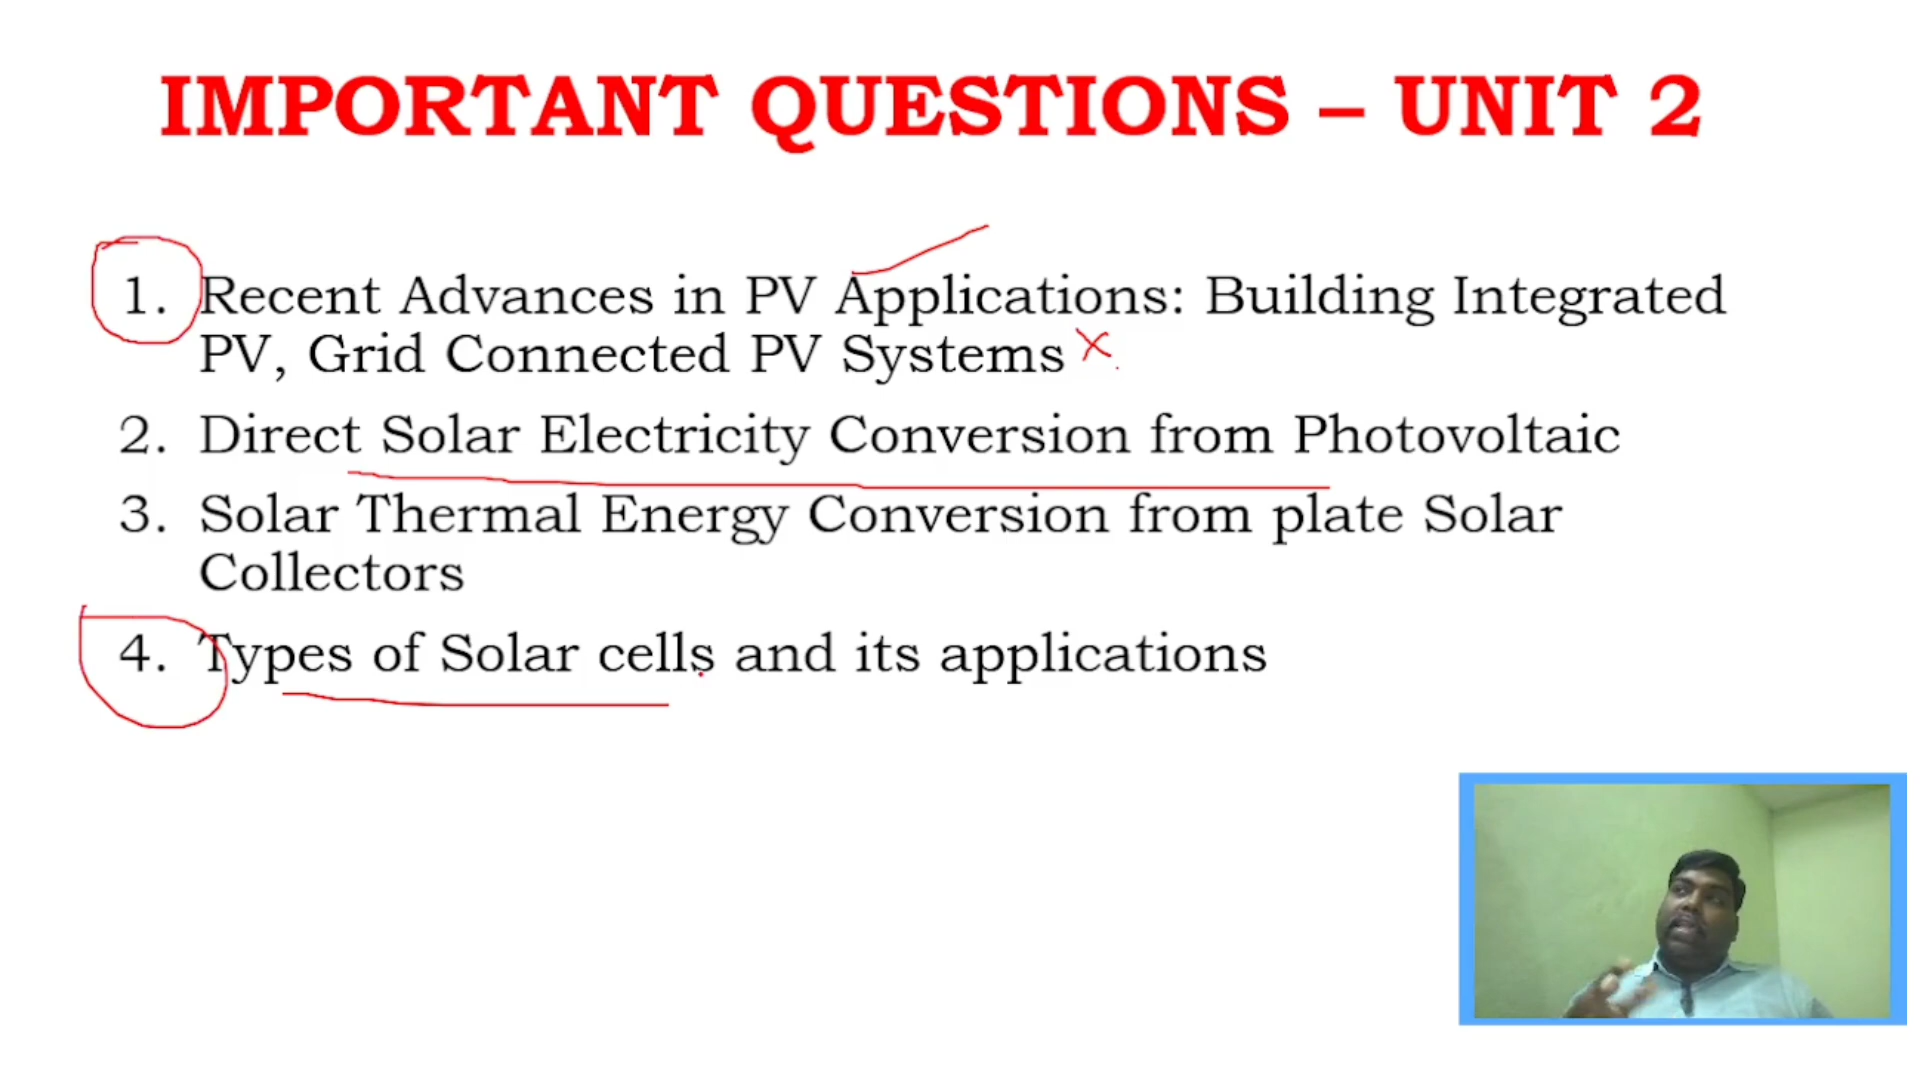 IMPORTANT QUESTIONS – UNIT 2
1. Recent Advances in PV Applications: Building Integrated
PV, Grid Connected PV Systems
2. Direct Solar Electricity Conversion from Photovoltaic
3. Solar Thermal Energy Conversion from plate Solar
Collectors
4. Types of Solar cells and its applications